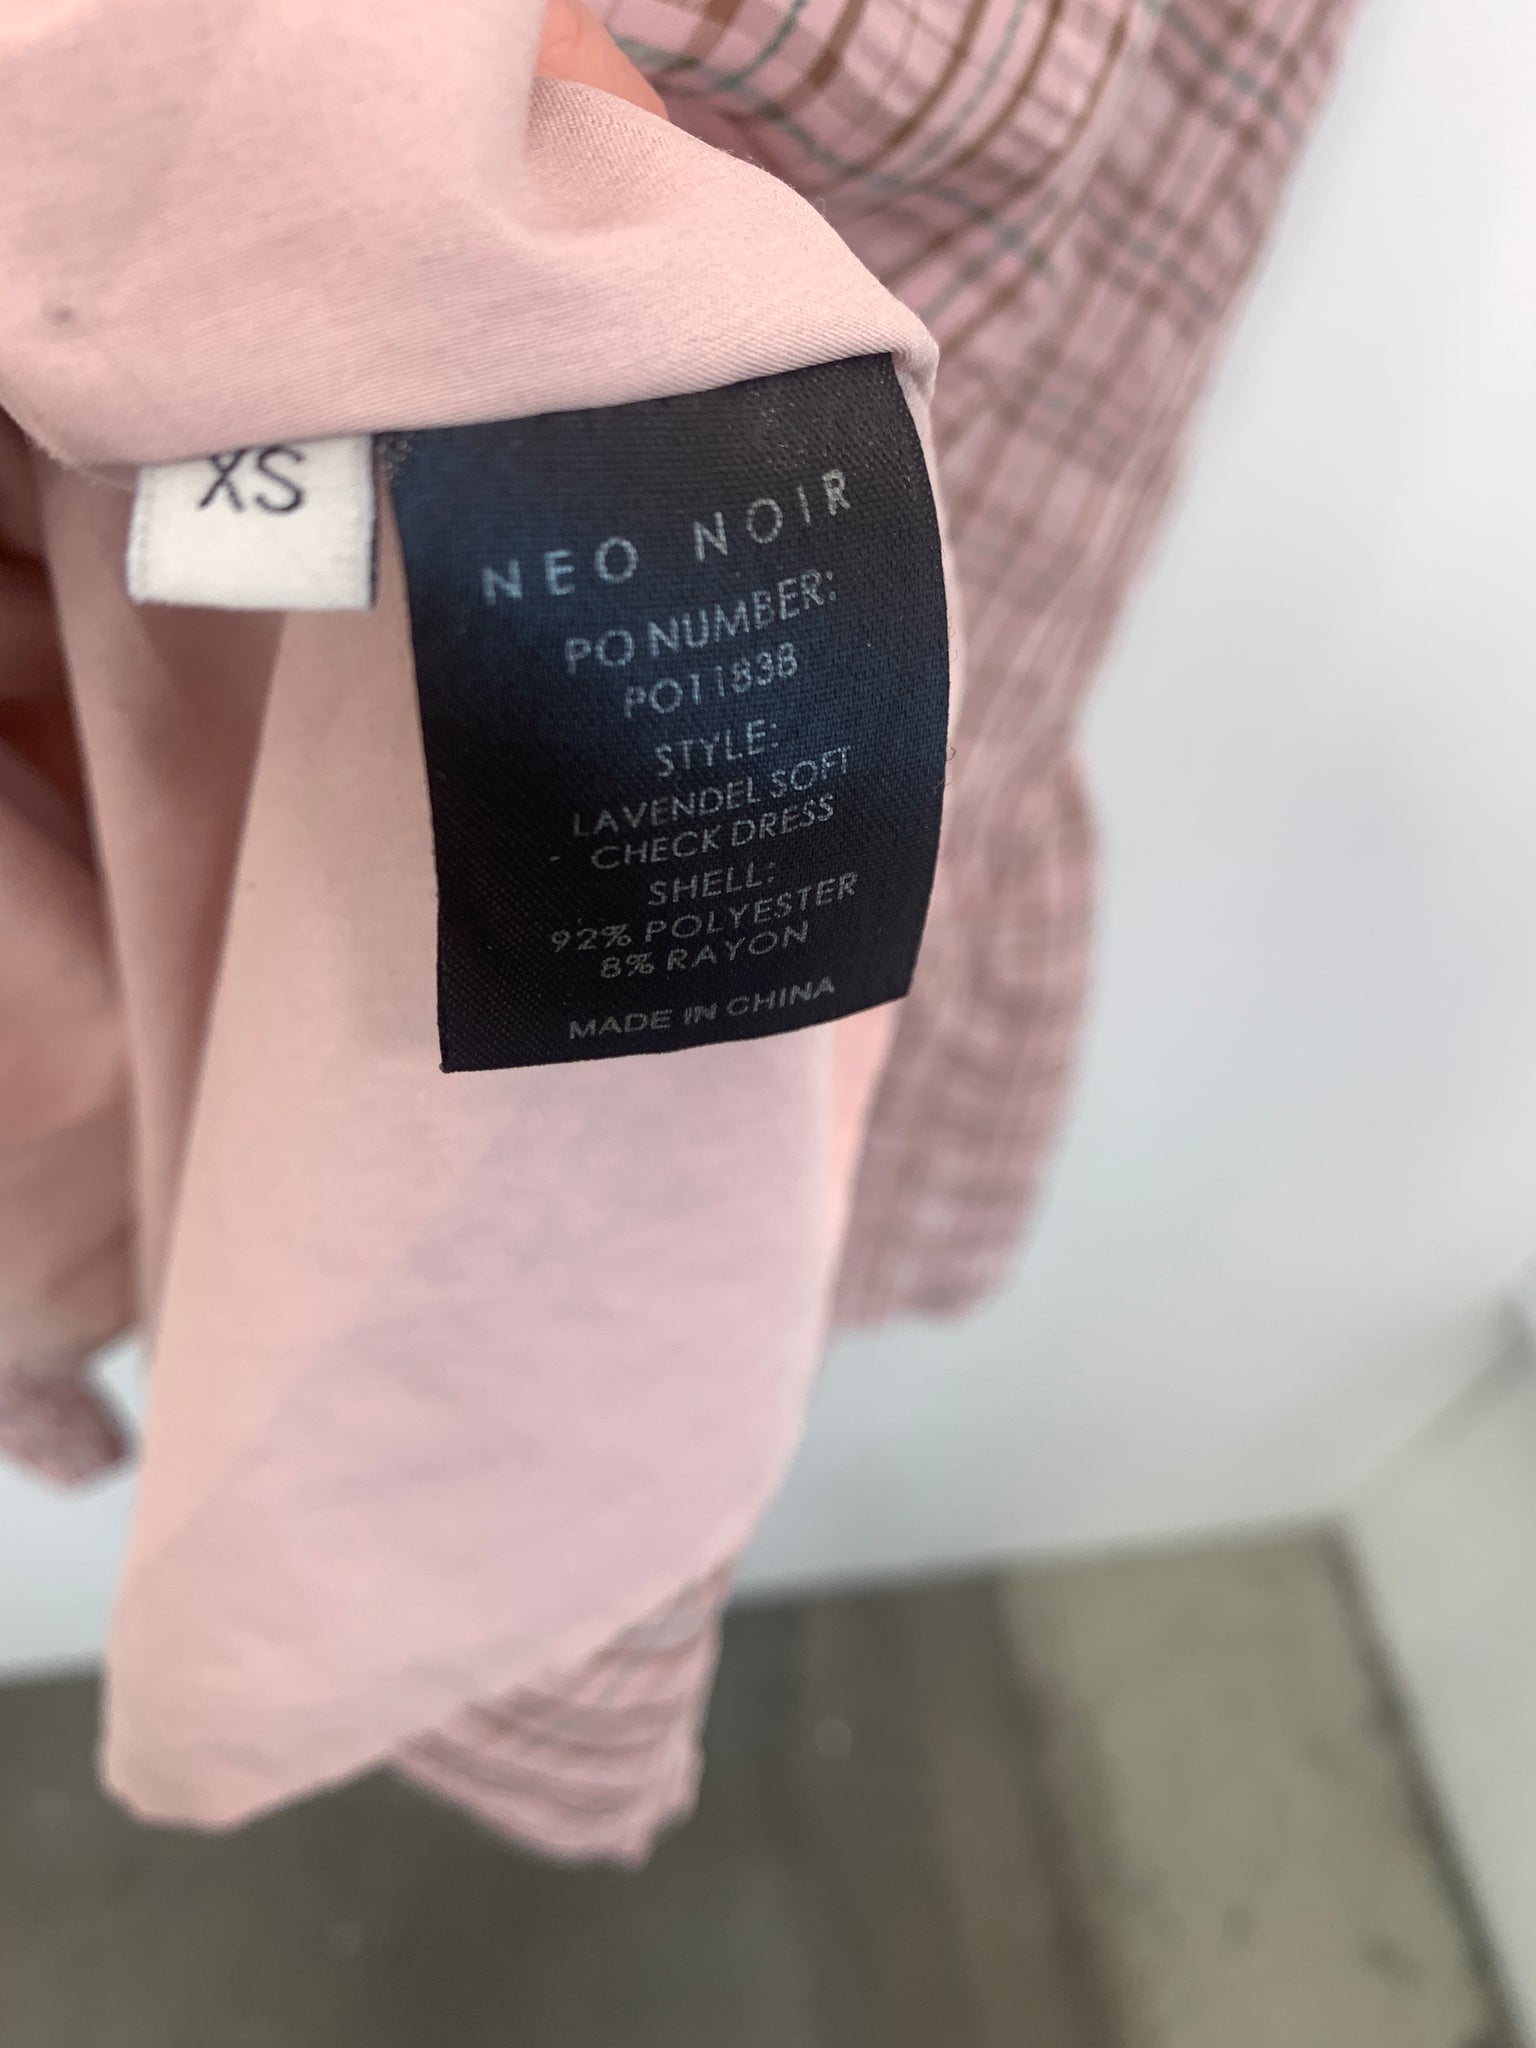 XS
NEO NOIR
PO NUMBER:
PO11838
STYLE:
LAVENDEL SOFT
CHECK DRESS
SHELL:
92% POLYESTER
8% RAYON
MADE IN CHINA